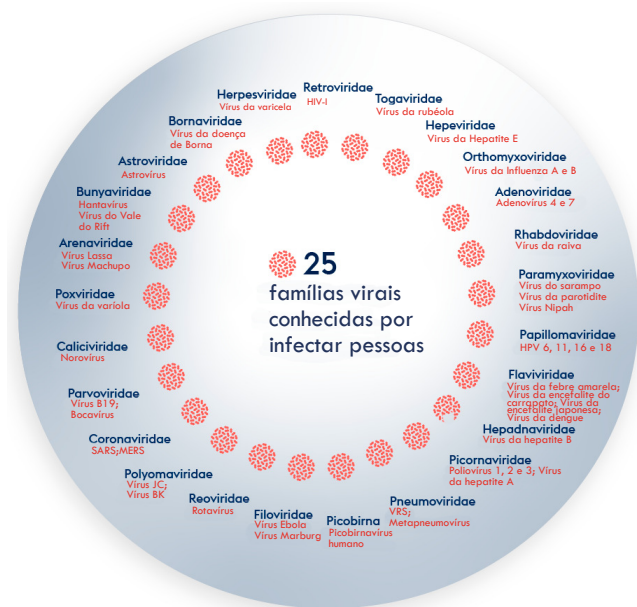 Retroviridae
HIV-I
Togaviridae
Vírus da rubéola
Hepeviridae
Vírus da Hepatite E
Orthomyxoviridae
Vírus da Influenza A e B
Adenoviridae
Adenovírus 4 e 7
Rhabdoviridae
Vírus da raiva
Paramyxoviridae
Vírus do sarampo
Vírus da parotidite
Vírus Nipah
Papillomaviridae
HPV 6, 11, 16 e 18
Flaviviridae
Vírus da febre amarela;
Vírus da encefalite do
carrapato; Vírus da
encefalite japonesa;
Vírus da dengue
Hepadnaviridae
Vírus da hepatite B
Picornaviridae
Poliovírus 1, 2 e 3; Vírus
da hepatite A
Pneumoviridae
VRS;
Metapneumovírus
Picobirna
Picobirnavírus
humano
Filoviridae
Vírus Ebola
Vírus Marburg
Reoviridae
Rotavírus
Polyomaviridae
Vírus JC;
Vírus BK
Coronaviridae
SARS;MERS
Parvoviridae
Vírus B19;
Bocavírus
Caliciviridae
Norovírus
Poxviridae
Vírus da varíola
Arenaviridae
Vírus Lassa
Vírus Machupo
Bunyaviridae
Hantavírus
Vírus do Vale
do Rift
Astroviridae
Astrovírus
Bornaviridae
Vírus da doença
de Borna
Herpesviridae
Vírus da varicela
25
famílias virais
conhecidas por
infectar pessoas